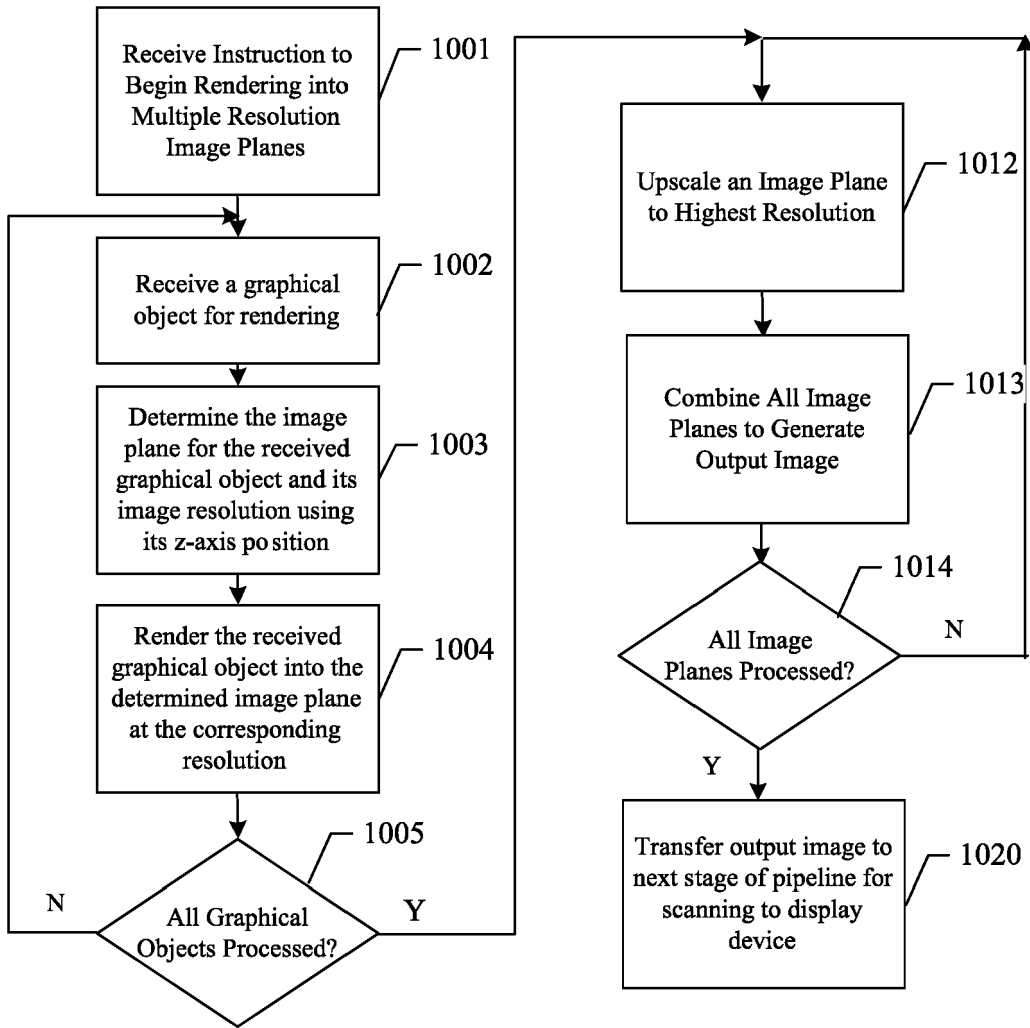 Receive Instruction to
Begin Rendering into
Multiple Resolution
Image Planes
1001
Receive a graphical
object for rendering
1002
Determine the image
plane for the received
graphical object and its
image resolution using
its z-axis position
1003
Render the received
graphical object into the
determined image plane
at the corresponding
resolution
1004
1005
All Graphical
Objects Processed?
N
Y
Upscale an Image Plane
to Highest Resolution
1012
Combine All Image
Planes to Generate
Output Image
1013
1014
All Image
Planes Processed?
N
Y
Transfer output image to
next stage of pipeline for
scanning to display
device
1020